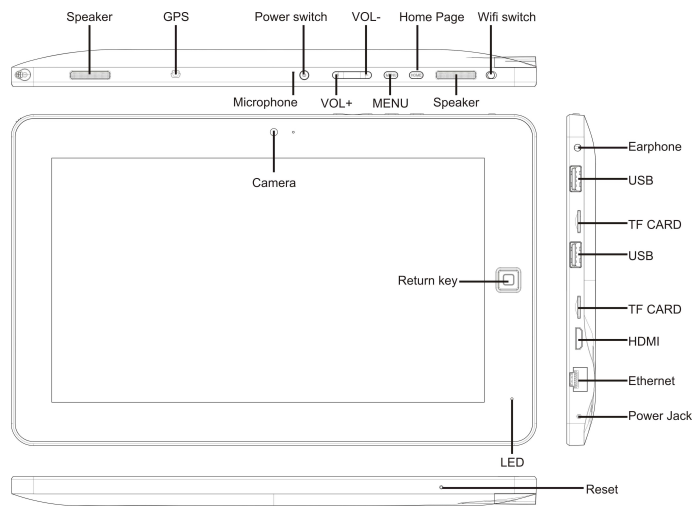 Speaker
GPS
Power switch
VOL-
Home Page
Wifi switch
HOME
Microphone
VOL+
MENU
Speaker
Camera
Return key
LED
Earphone
USB
TF CARD
USB
TF CARD
HDMI
Ethernet
Power Jack
Reset